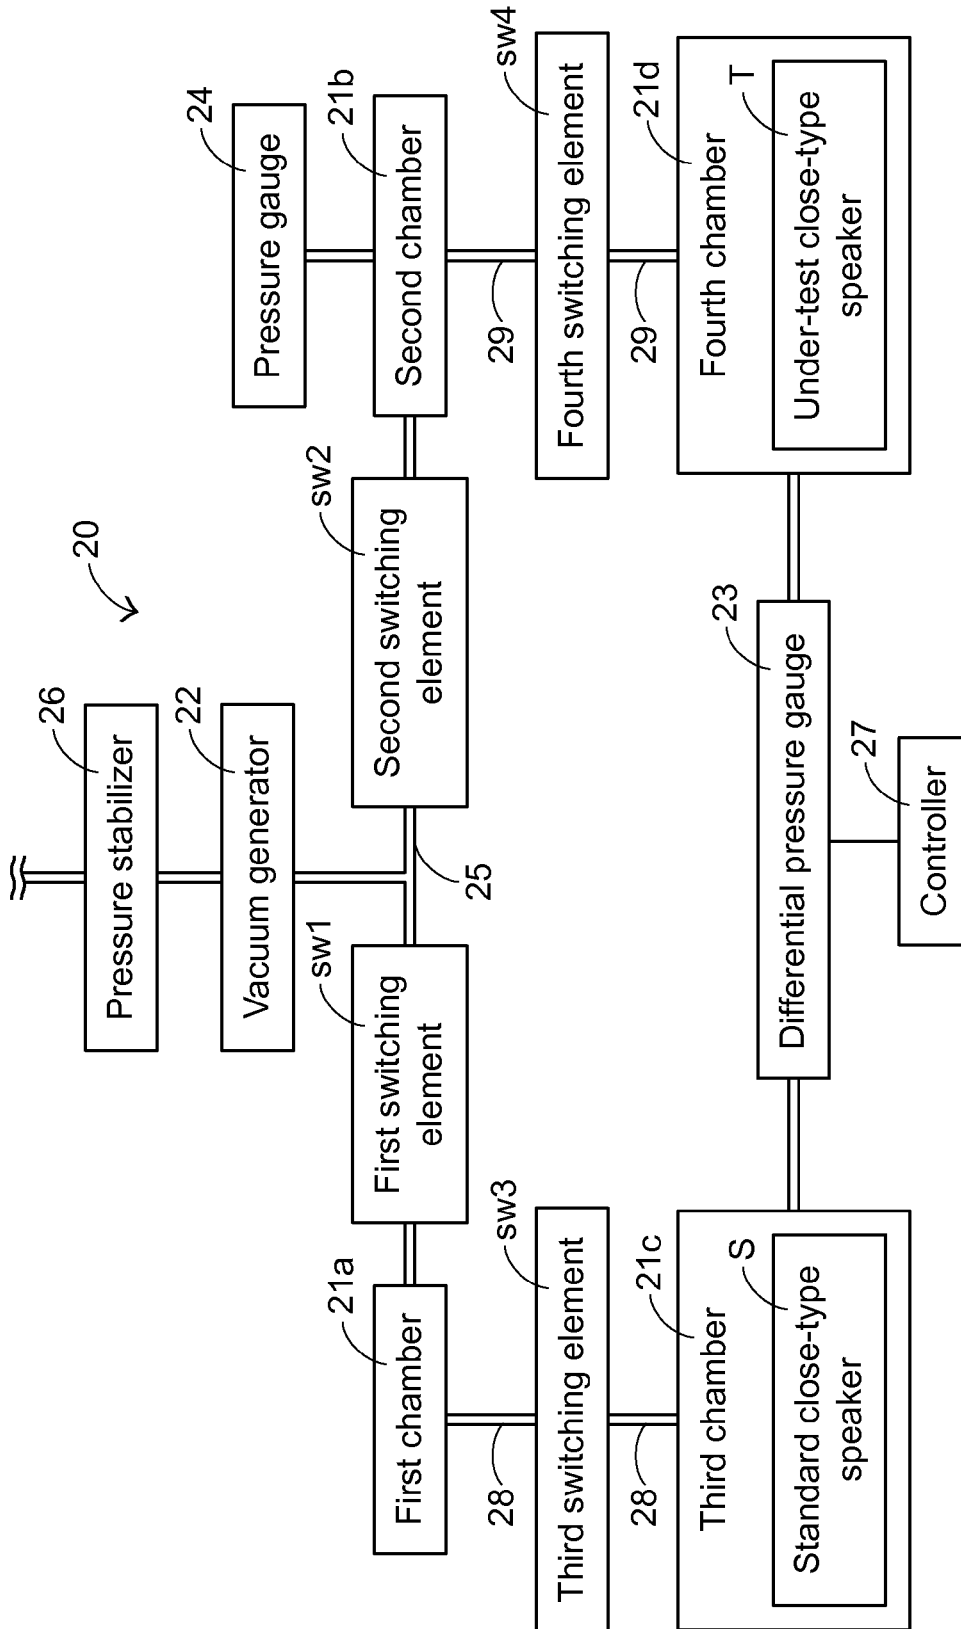 20
26
Pressure stabilizer
22
Vacuum generator
24
Pressure gauge
21a
First chamber
sw1
First switching
element
25
sw2
Second switching
element
21b
Second chamber
28
sw3
Third switching element
28
29
sw4
Fourth switching element
29
21c
Third chamber
S
Standard close-type
speaker
23
Differential pressure gauge
27
Controller
21d
Fourth chamber
T
Under-test close-type
speaker